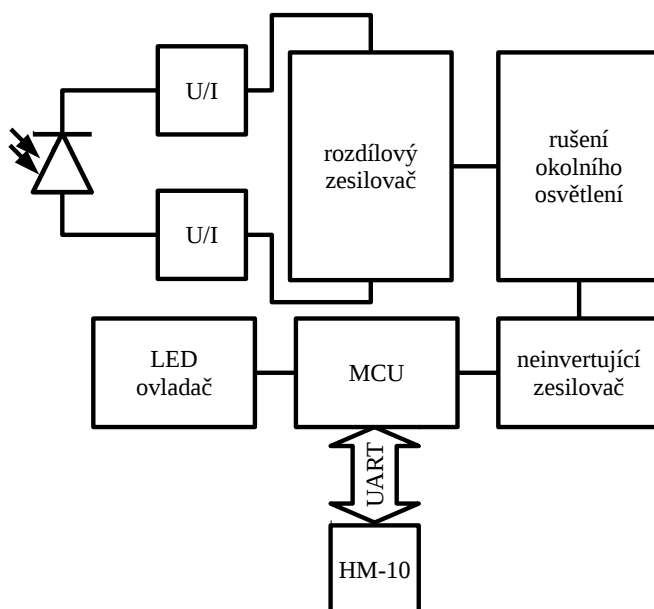 U/I
rozdílový
zesilovač
rušení
okolního
osvětlení
U/I
LED
ovladač
MCU
neinvertující
zesilovač
UART
HM-10